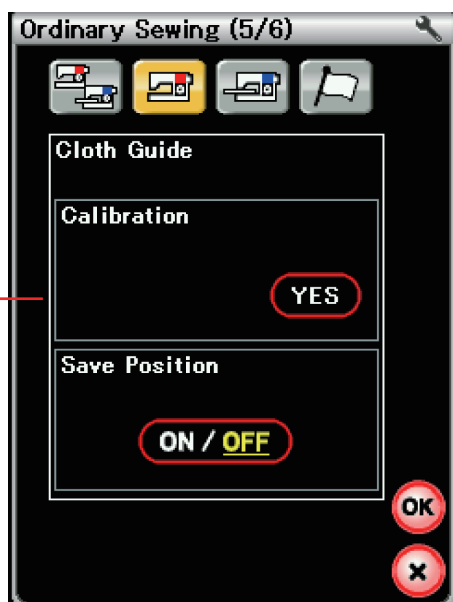 Ordinary Sewing (5/6)
Cloth Guide
Calibration
YES
Save Position
ON / OFF
OK
×